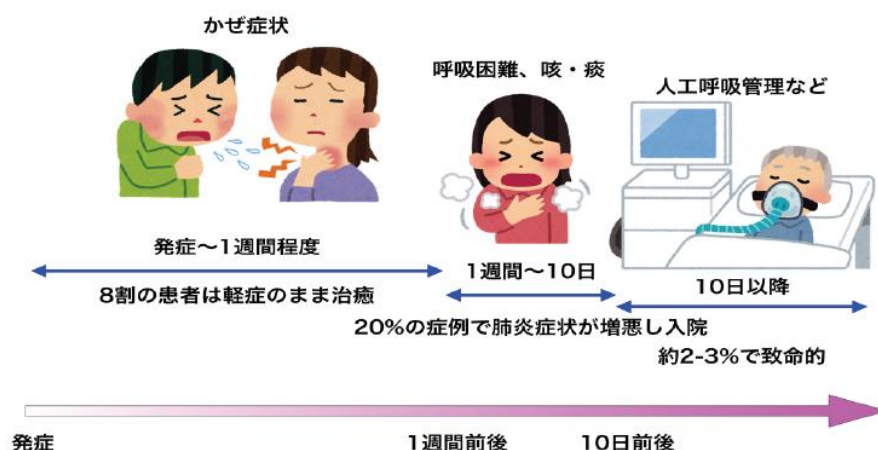 かぜ症状
呼吸困難、咳・痰
人工呼吸管理など
発症〜1週間程度
8割の患者は軽症のまま治癒
1週間〜10日
20%の症例で肺炎症状が増悪し入院
10日以降
約2-3%で致命的
発症
1週間前後
10日前後